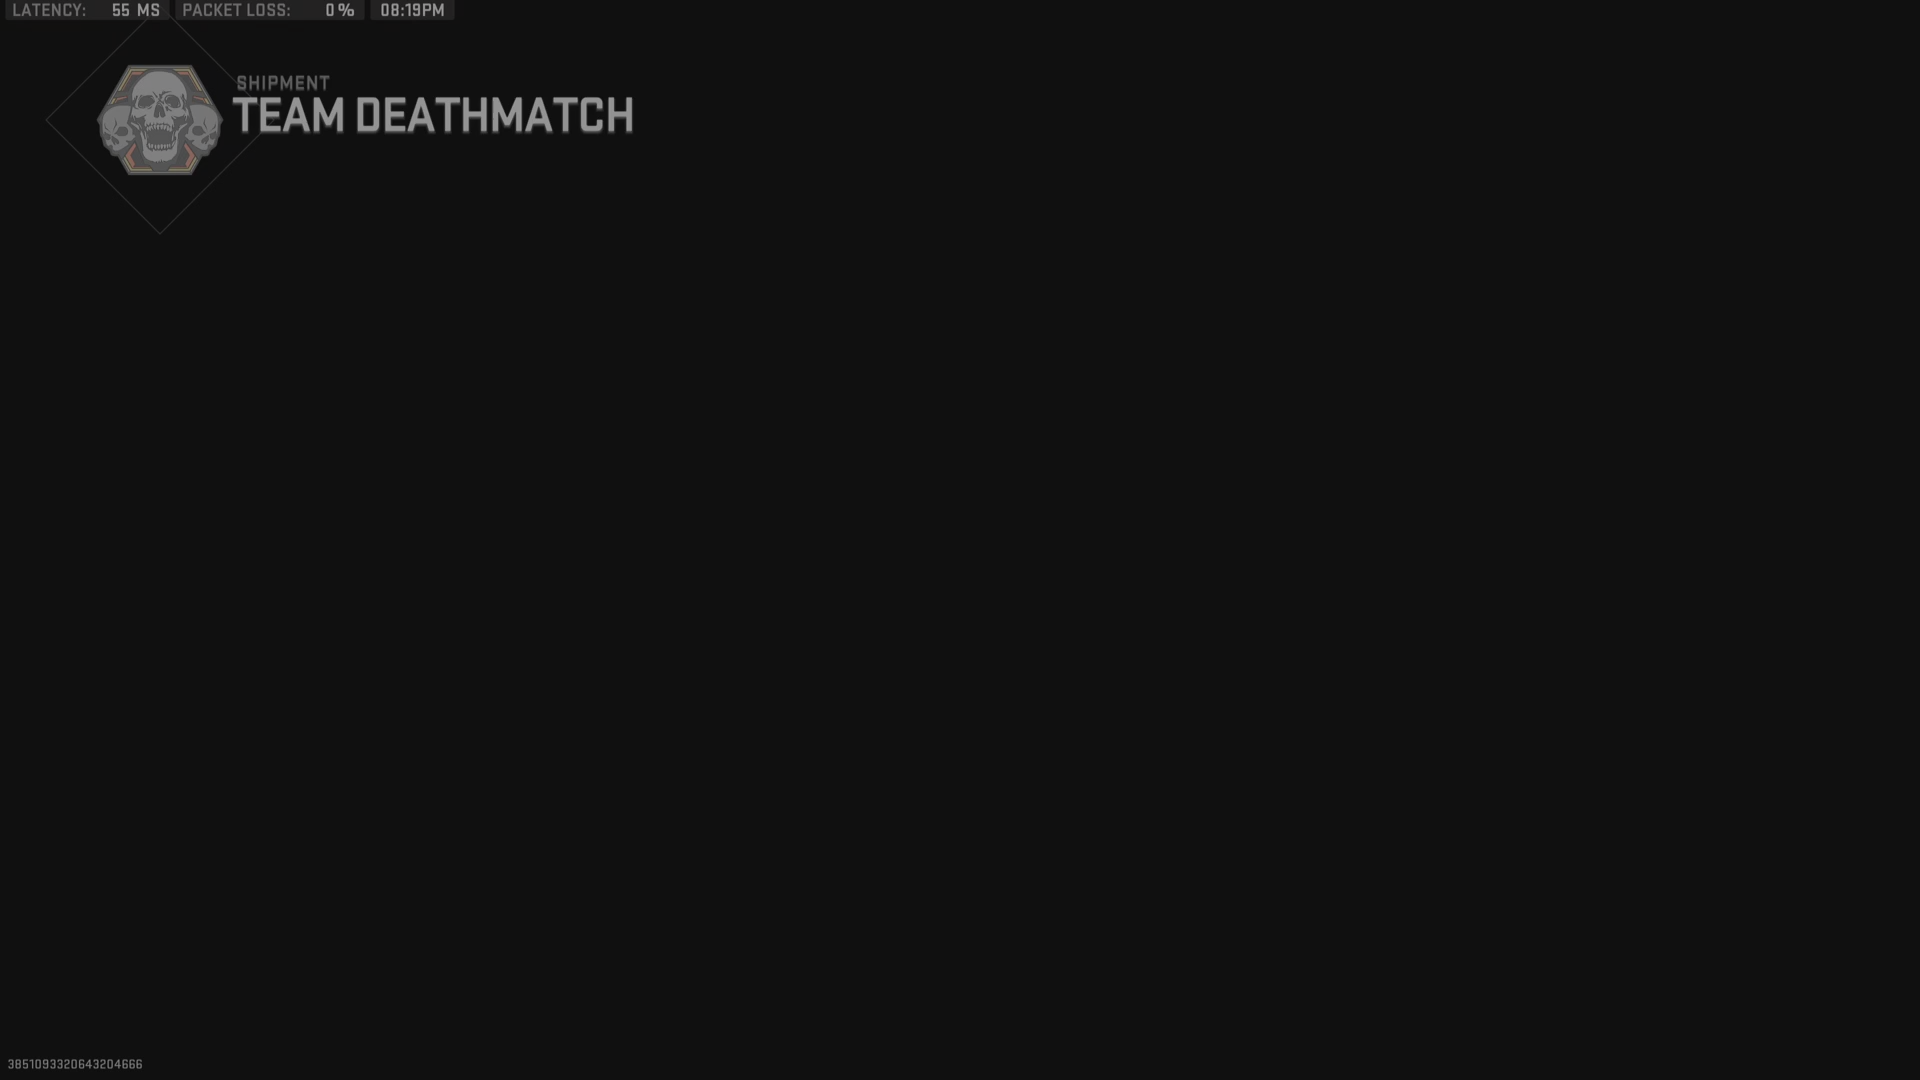 LATENCY: 55 MS PACKET LOSS: 0 % 08:19PM
SHIPMENT
TEAM DEATHMATCH
3851093320643204666